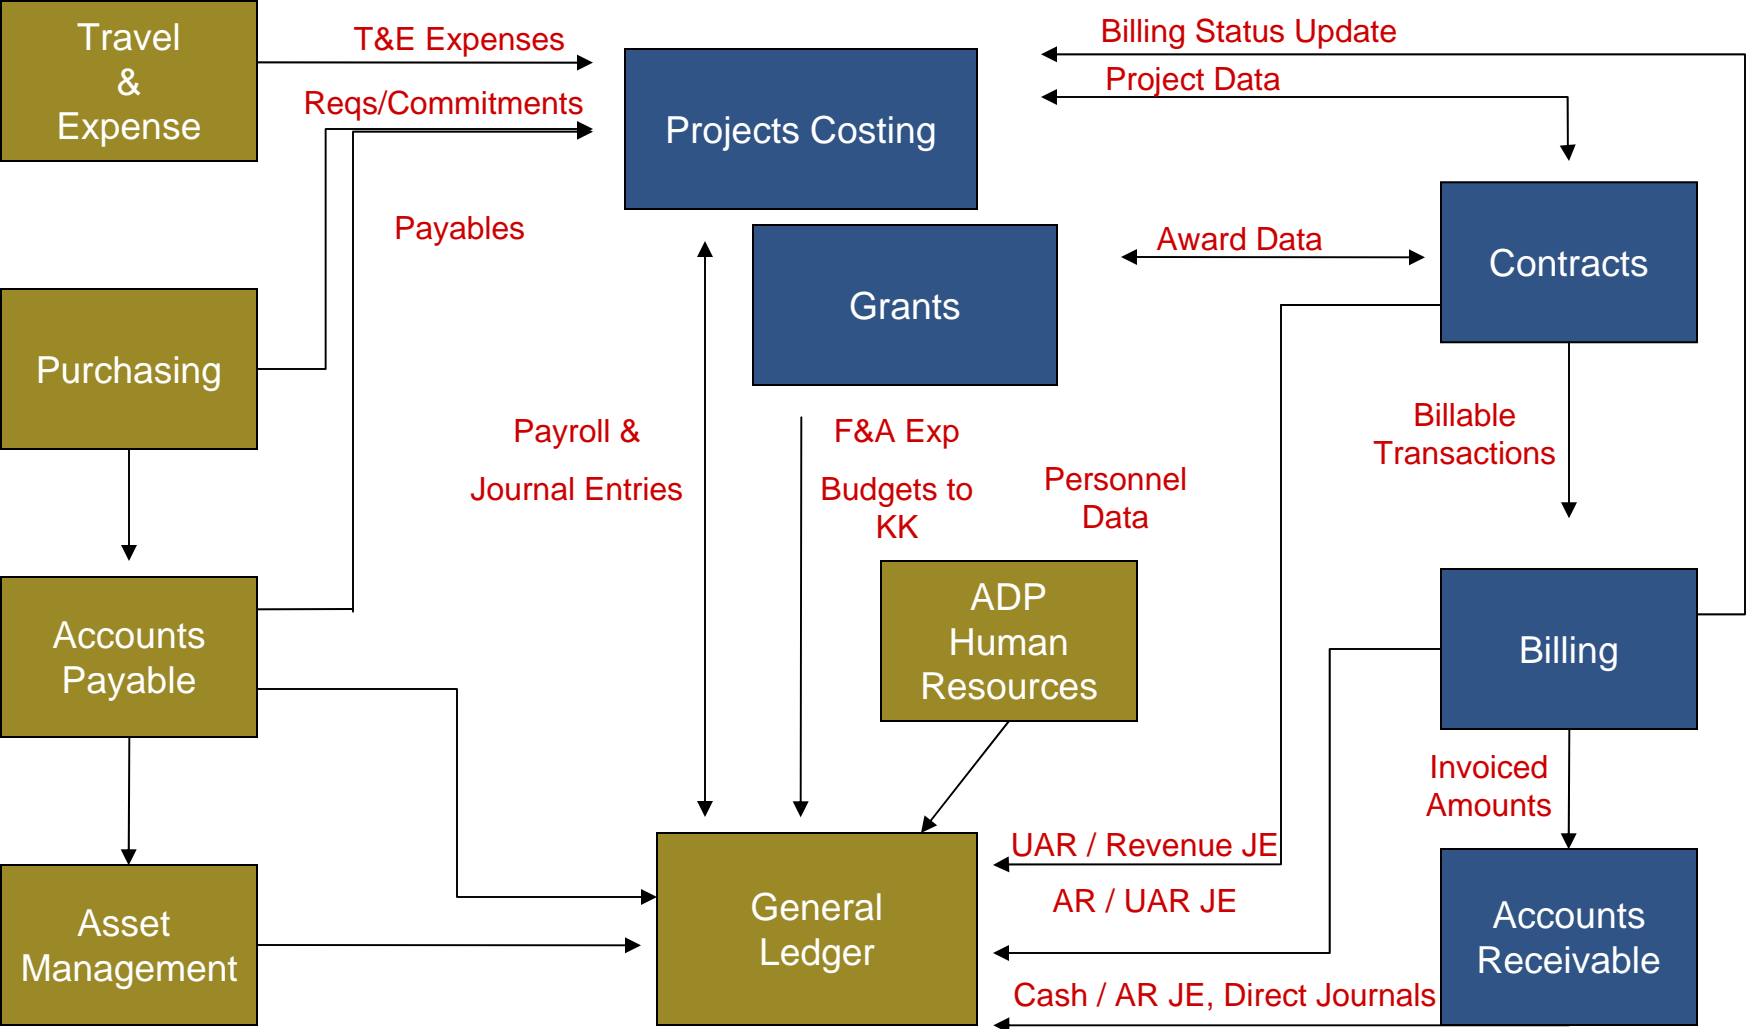 Travel
&
Expense
T&E Expenses
Reqs/Commitments
Projects Costing
Billing Status Update
Project Data
Payables
Grants
Award Data
Contracts
Purchasing
Payroll &
Journal Entries
F&A Exp
Budgets to
KK
Personnel
Data
Billable
Transactions
Accounts
Payable
ADP
Human
Resources
Billing
Invoiced
Amounts
Asset
Management
General
Ledger
UAR / Revenue JE
AR / UAR JE
Cash / AR JE, Direct Journals
Accounts
Receivable